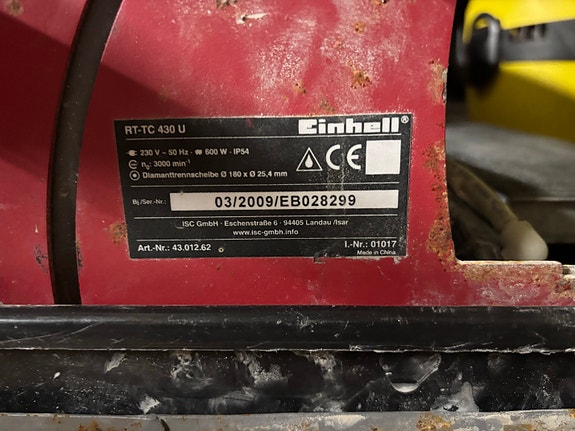 RT-TC 430 U
Einhell®
230 V ~ 50 Hz · 600 W · IP54
n₀: 3000 min⁻¹
Diamanttrennscheibe Ø 180 x Ø 25,4 mm
CE
Bj./Ser.-Nr.: 03/2009/EB028299
ISC GmbH · Eschenstraße 6 · 94405 Landau /Isar
www.isc-gmbh.info
Art.-Nr.: 43.012.62
I.-Nr.: 01017
Made in China